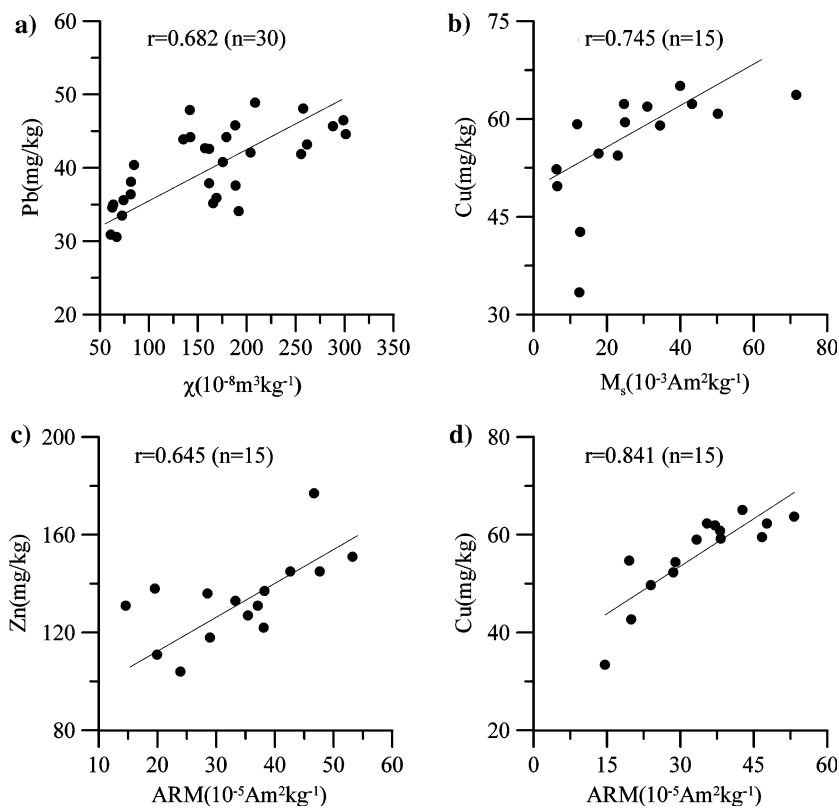 a)
r=0.682 (n=30)
60
50
40
30
20
Pb(mg/kg)
50 100 150 200 250 300 350
χ(10⁻⁸m³kg⁻¹)
b)
r=0.745 (n=15)
75
60
45
30
Cu(mg/kg)
0 20 40 60 80
Mₛ(10⁻³Am²kg⁻¹)
c)
r=0.645 (n=15)
200
160
120
80
Zn(mg/kg)
10 20 30 40 50 60
ARM(10⁻⁵Am²kg⁻¹)
d)
r=0.841 (n=15)
80
60
40
20
Cu(mg/kg)
0 15 30 45 60
ARM(10⁻⁵Am²kg⁻¹)